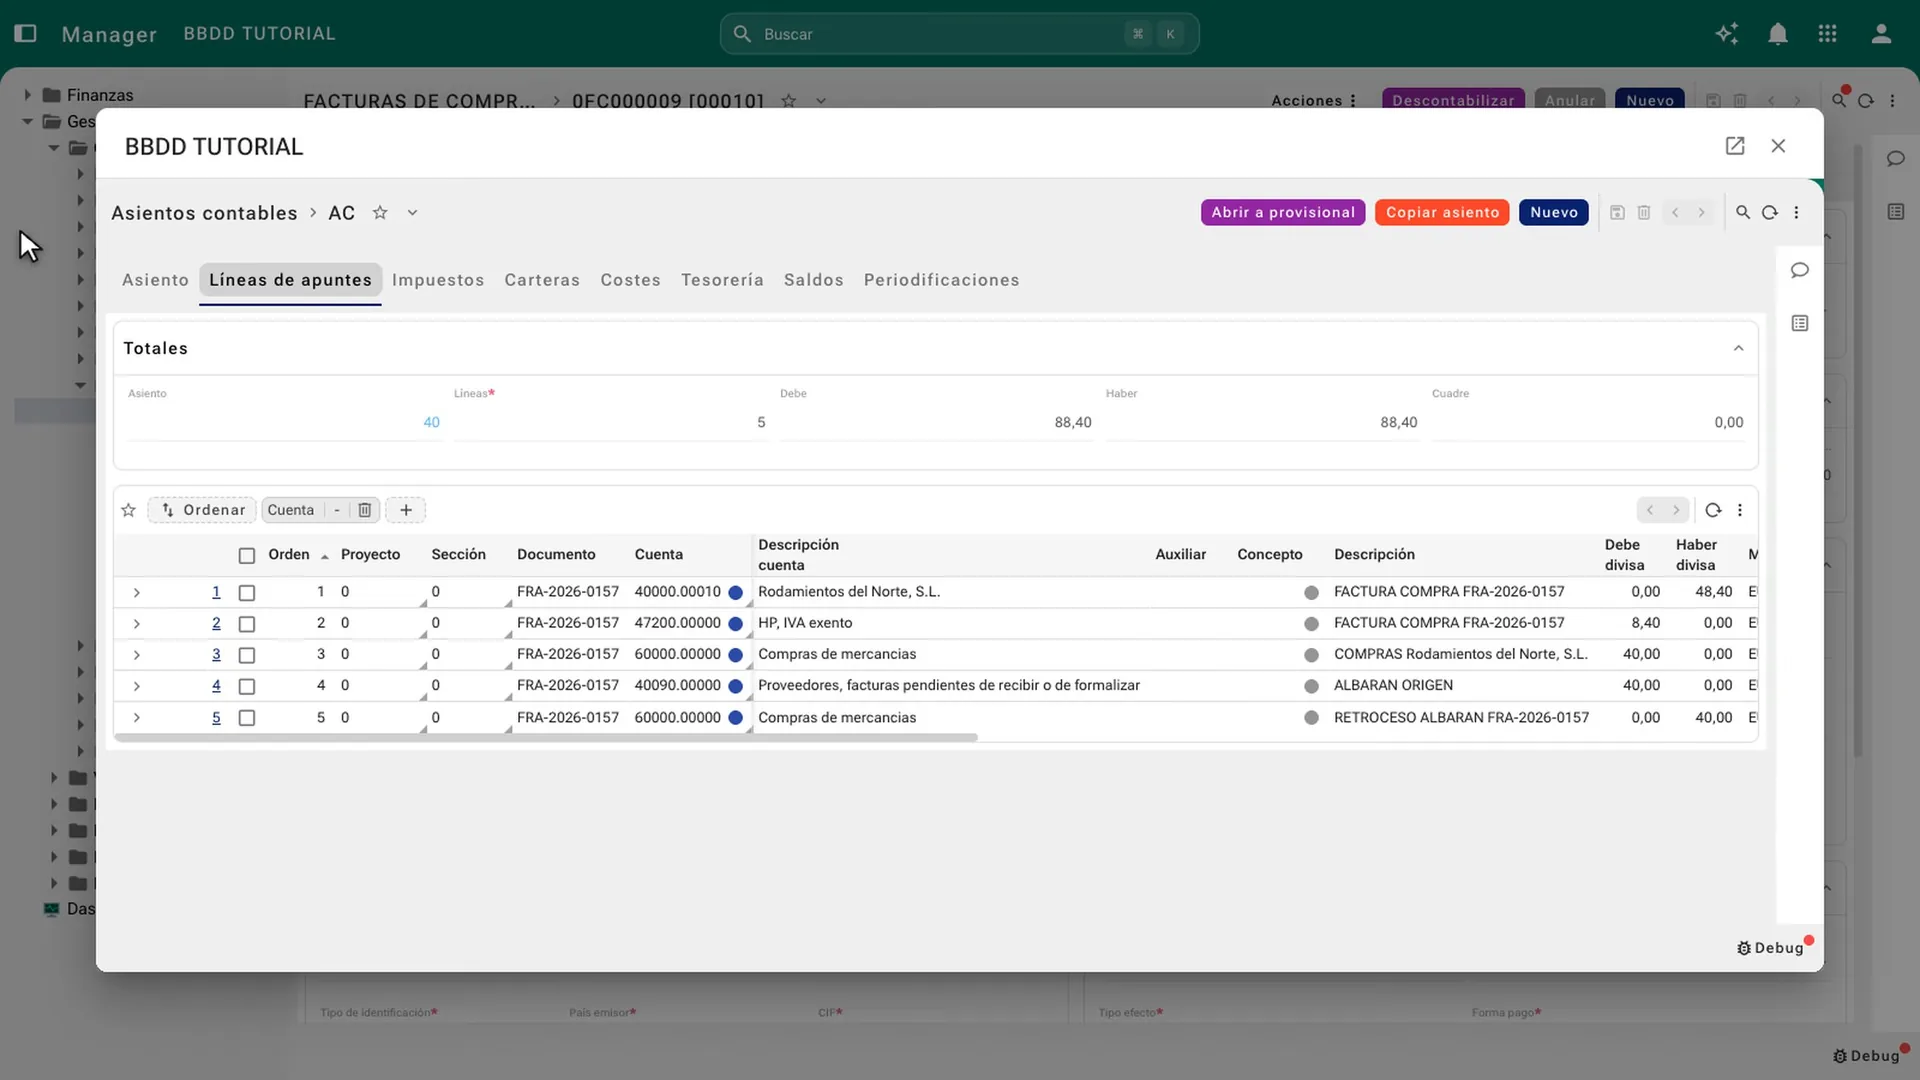 Manager BBDD TUTORIAL Buscar ⌘ K
Finanzas
FACTURAS DE COMPR... > 0FC000009 [00010] Acciones Descontabilizar Anular Nuevo
Ges
BBDD TUTORIAL
Asientos contables > AC Abrir a provisional Copiar asiento Nuevo
Asiento Líneas de apuntes Impuestos Carteras Costes Tesorería Saldos Periodificaciones
Totales
Asiento Líneas* Debe Haber Cuadre
40 5 88,40 88,40 0,00
Ordenar Cuenta - +
Orden Proyecto Sección Documento Cuenta Descripción cuenta Auxiliar Concepto Descripción Debe divisa Haber divisa M
1 1 0 0 FRA-2026-0157 40000.00010 Rodamientos del Norte, S.L. FACTURA COMPRA FRA-2026-0157 0,00 48,40 E
2 2 0 0 FRA-2026-0157 47200.00000 HP, IVA exento FACTURA COMPRA FRA-2026-0157 8,40 0,00 E
3 3 0 0 FRA-2026-0157 60000.00000 Compras de mercancias COMPRAS Rodamientos del Norte, S.L. 40,00 0,00 E
4 4 0 0 FRA-2026-0157 40090.00000 Proveedores, facturas pendientes de recibir o de formalizar ALBARAN ORIGEN 40,00 0,00 E
5 5 0 0 FRA-2026-0157 60000.00000 Compras de mercancias RETROCESO ALBARAN FRA-2026-0157 0,00 40,00 E
Das
Debug
Tipo de identificación* País emisor* CIF* Tipo efecto* Forma pago*
Debug